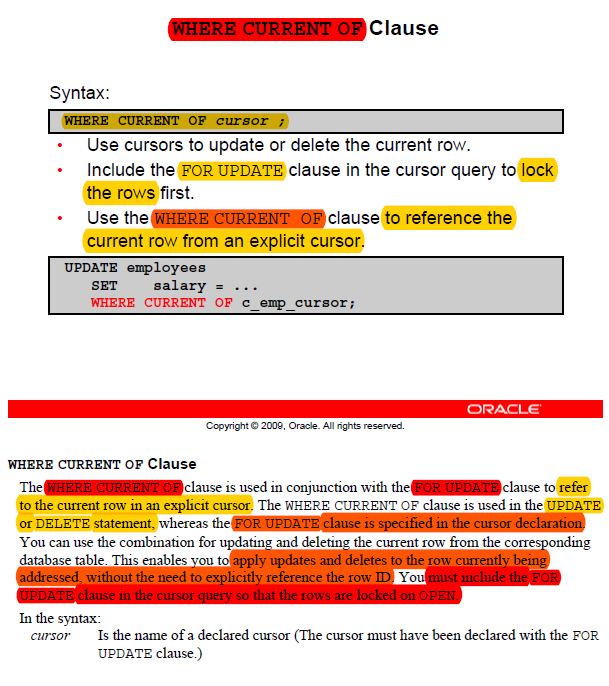 WHERE CURRENT OF Clause
Syntax:
WHERE CURRENT OF cursor ;
• Use cursors to update or delete the current row.
• Include the FOR UPDATE clause in the cursor query to lock
the rows first.
• Use the WHERE CURRENT OF clause to reference the
current row from an explicit cursor.
UPDATE employees
SET salary = ...
WHERE CURRENT OF c_emp_cursor;
ORACLE
Copyright © 2009, Oracle. All rights reserved.
WHERE CURRENT OF Clause
The WHERE CURRENT OF clause is used in conjunction with the FOR UPDATE clause to refer
to the current row in an explicit cursor. The WHERE CURRENT OF clause is used in the UPDATE
or DELETE statement, whereas the FOR UPDATE clause is specified in the cursor declaration.
You can use the combination for updating and deleting the current row from the corresponding
database table. This enables you to apply updates and deletes to the row currently being
addressed, without the need to explicitly reference the row ID. You must include the FOR
UPDATE clause in the cursor query so that the rows are locked on OPEN.
In the syntax:
cursor Is the name of a declared cursor (The cursor must have been declared with the FOR
UPDATE clause.)